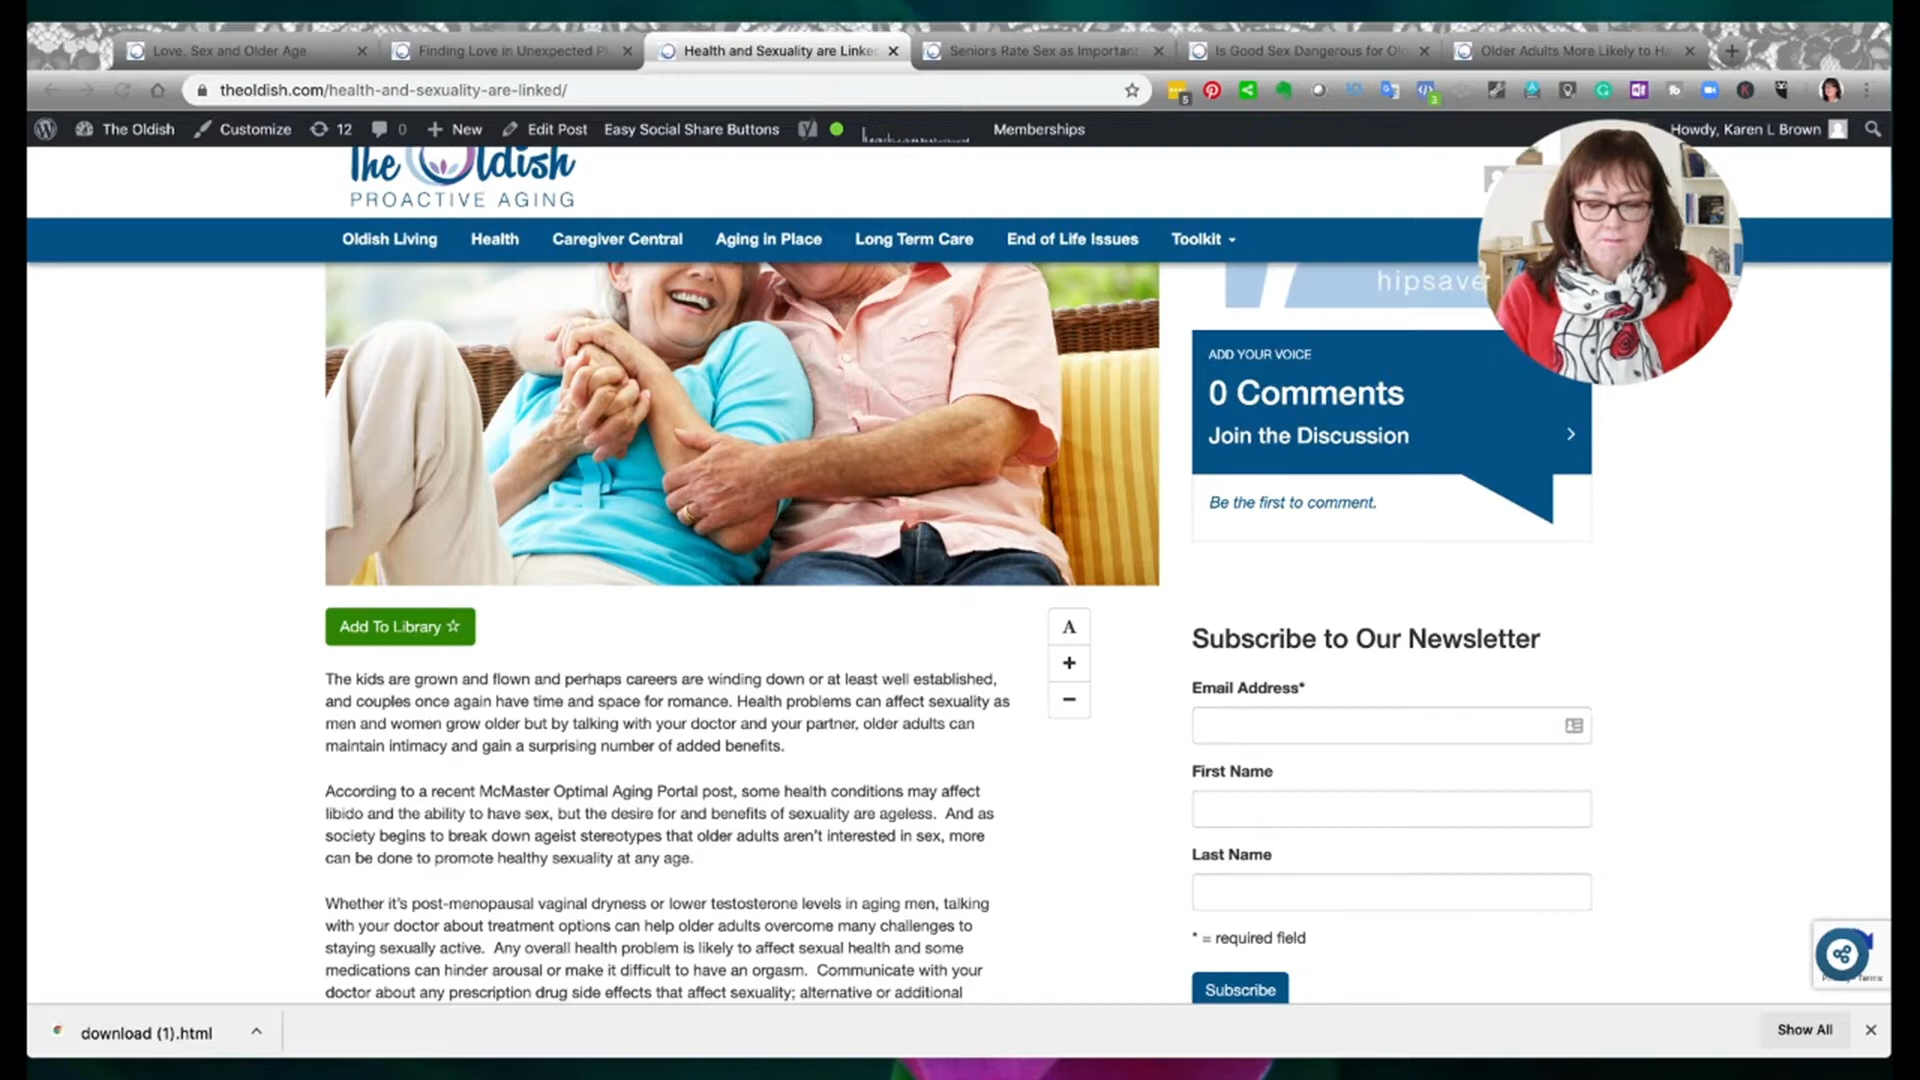 Love, Sex and Older Age
Finding Love in Unexpected Pl
Health and Sexuality are Linke
Seniors Rate Sex as Important
Is Good Sex Dangerous for Ol
Older Adults More Likely to Ha
theoldish.com/health-and-sexuality-are-linked/
5
3
The Oldish
Customize
12
0
New
Edit Post
Easy Social Share Buttons
Memberships
Howdy, Karen L Brown
The Oldish
PROACTIVE AGING
Oldish Living
Health
Caregiver Central
Aging in Place
Long Term Care
End of Life Issues
Toolkit
hipsave
ADD YOUR VOICE
0 Comments
Join the Discussion
Be the first to comment.
Add To Library
A
+
−
The kids are grown and flown and perhaps careers are winding down or at least well established,
and couples once again have time and space for romance. Health problems can affect sexuality as
men and women grow older but by talking with your doctor and your partner, older adults can
maintain intimacy and gain a surprising number of added benefits.
According to a recent McMaster Optimal Aging Portal post, some health conditions may affect
libido and the ability to have sex, but the desire for and benefits of sexuality are ageless. And as
society begins to break down ageist stereotypes that older adults aren't interested in sex, more
can be done to promote healthy sexuality at any age.
Whether it's post-menopausal vaginal dryness or lower testosterone levels in aging men, talking
with your doctor about treatment options can help older adults overcome many challenges to
staying sexually active. Any overall health problem is likely to affect sexual health and some
medications can hinder arousal or make it difficult to have an orgasm. Communicate with your
doctor about any prescription drug side effects that affect sexuality; alternative or additional
Subscribe to Our Newsletter
Email Address*
First Name
Last Name
* = required field
Subscribe
Terms
download (1).html
Show All